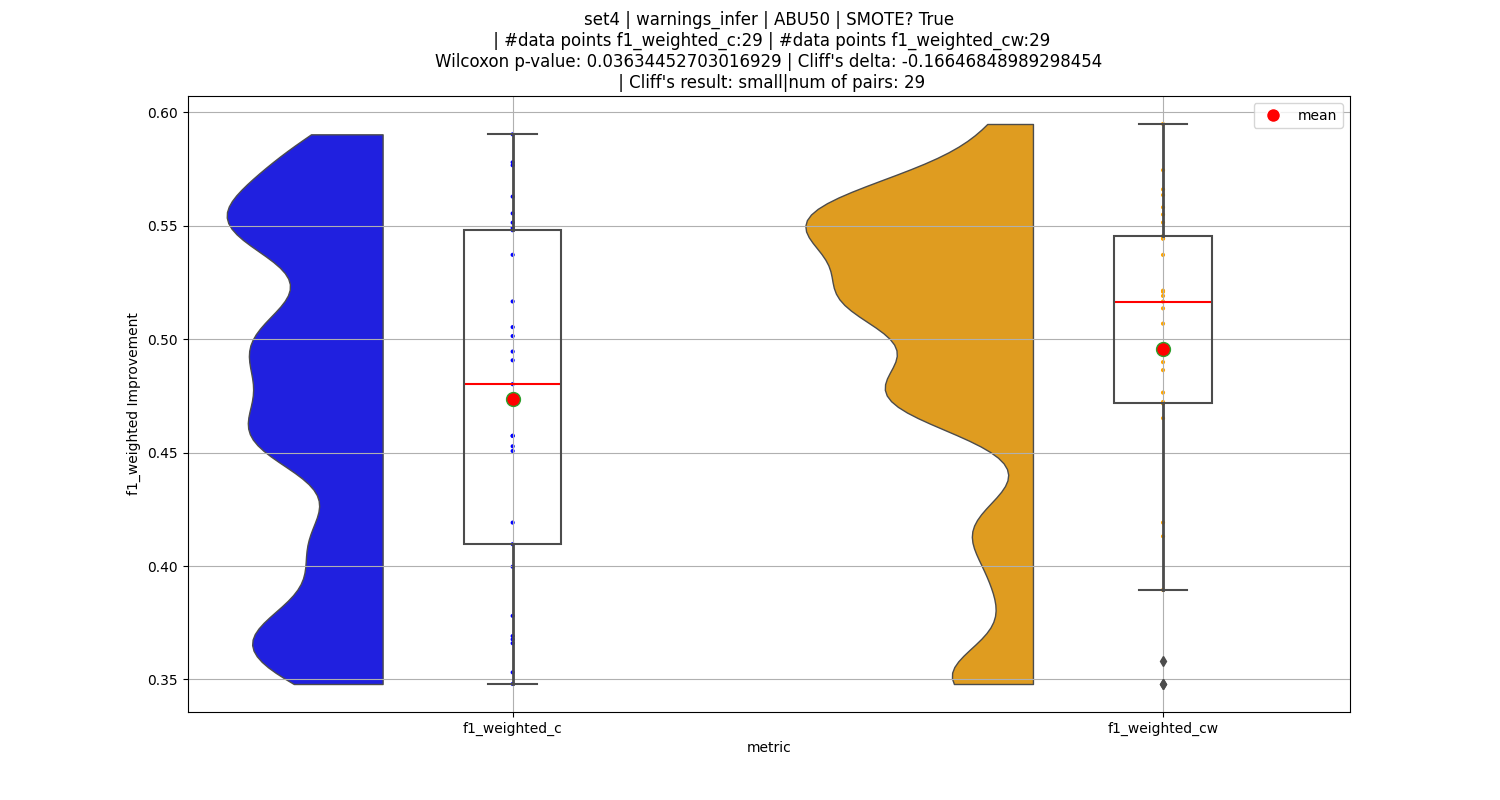 set4 | warnings_infer | ABU50 | SMOTE? True
| #data points f1_weighted_c:29 | #data points f1_weighted_cw:29
Wilcoxon p-value: 0.03634452703016929 | Cliff's delta: -0.16646848989298454
| Cliff's result: small|num of pairs: 29
mean
f1_weighted Improvement
0.60
0.55
0.50
0.45
0.40
0.35
f1_weighted_c
f1_weighted_cw
metric